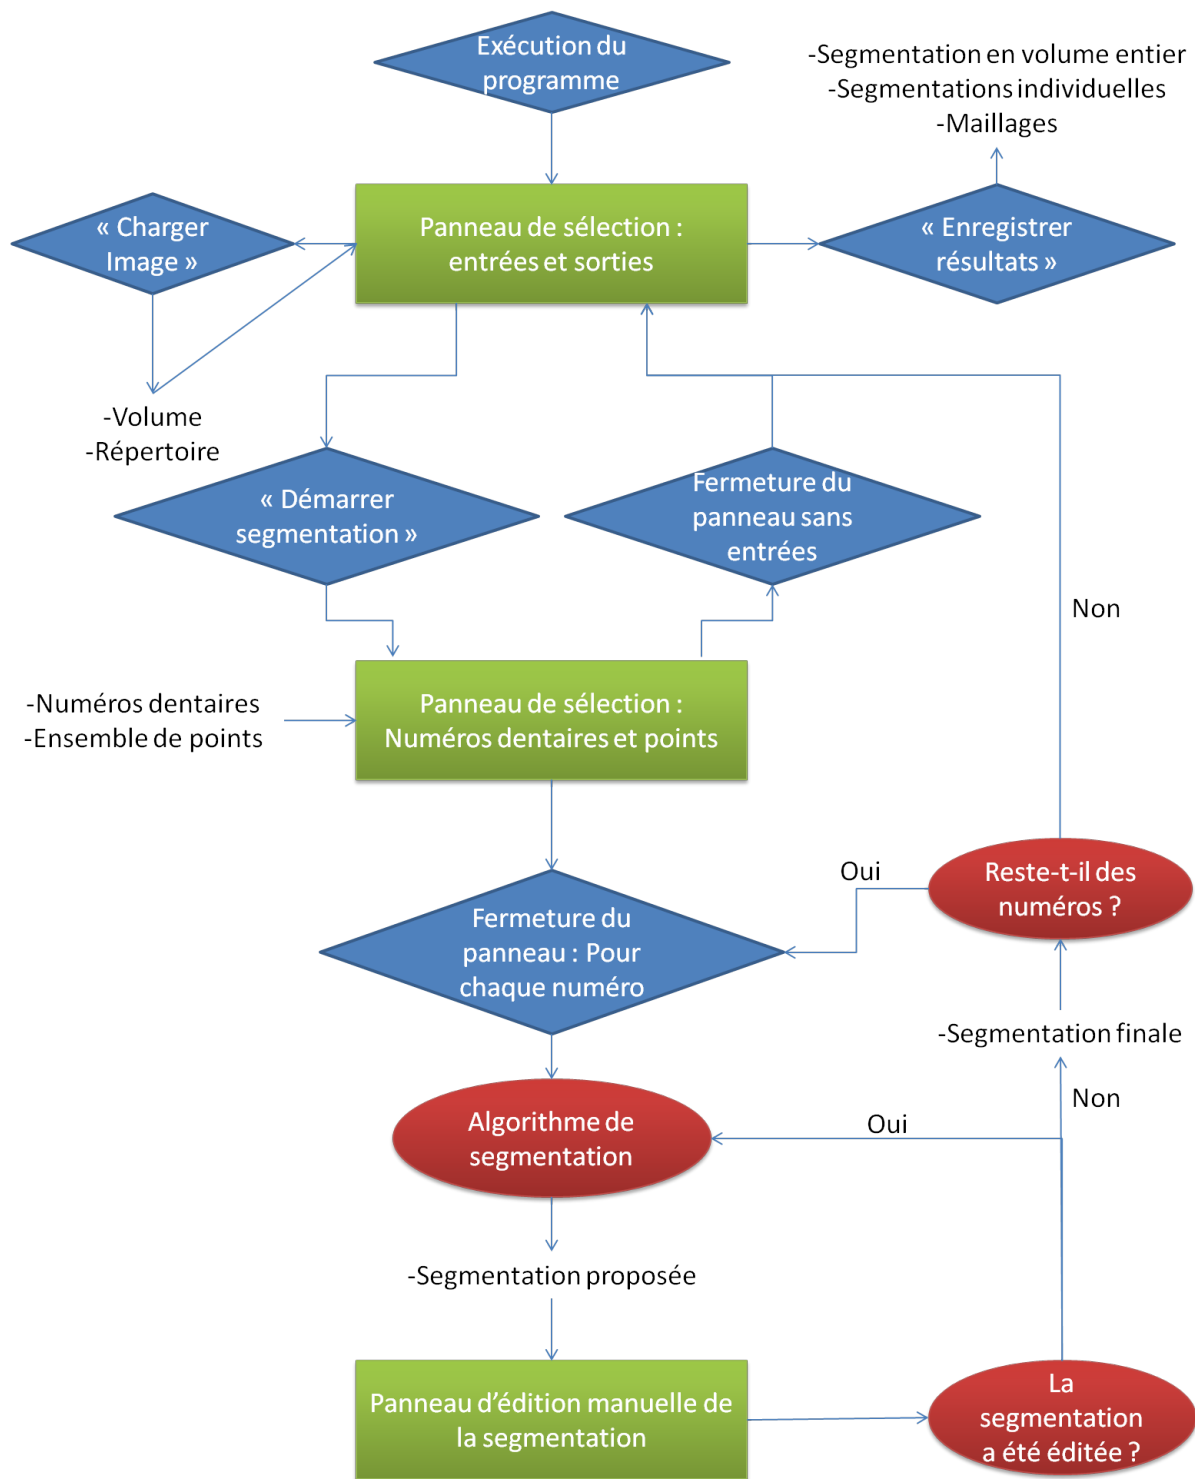 Exécution du
programme
-Segmentation en volume entier
-Segmentations individuelles
-Maillages
« Charger
Image »
Panneau de sélection :
entrées et sorties
« Enregistrer
résultats »
-Volume
-Répertoire
« Démarrer
segmentation »
Fermeture du
panneau sans
entrées
Non
-Numéros dentaires
-Ensemble de points
Panneau de sélection :
Numéros dentaires et points
Oui
Reste-t-il des
numéros ?
Fermeture du
panneau : Pour
chaque numéro
-Segmentation finale
Non
Algorithme de
segmentation
Oui
-Segmentation proposée
Panneau d’édition manuelle de
la segmentation
La
segmentation
a été éditée ?